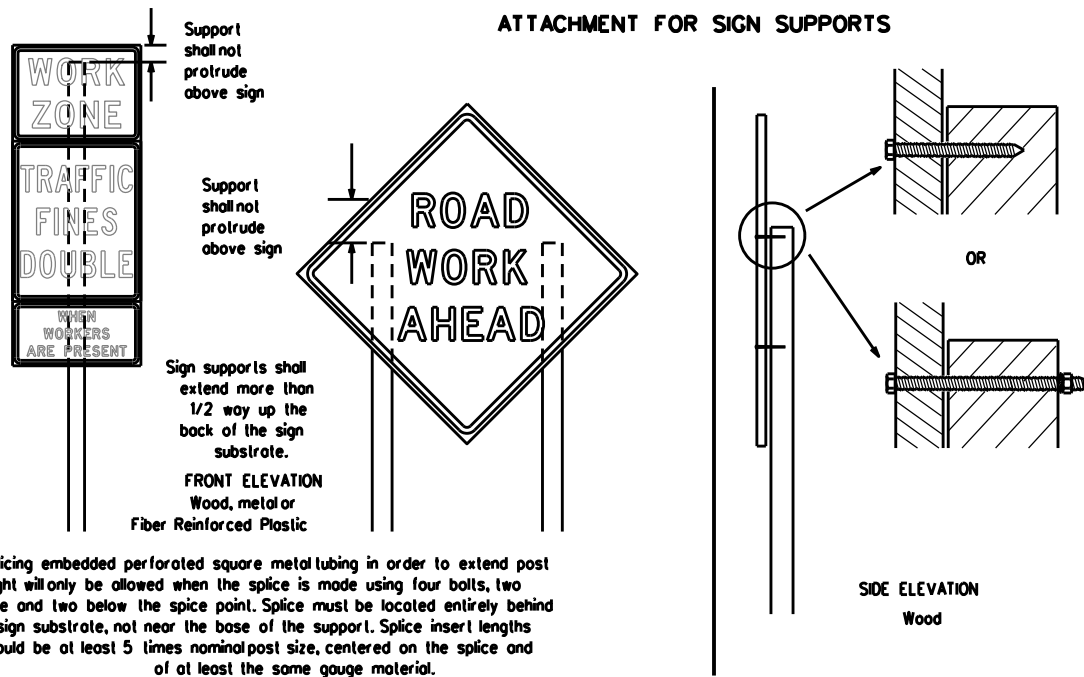 ATTACHMENT FOR SIGN SUPPORTS
Support
shall not
protrude
above sign
WORK
ZONE
TRAFFIC
FINES
DOUBLE
WHEN
WORKERS
ARE PRESENT
Support
shall not
protrude
above sign
ROAD
WORK
AHEAD
OR
Sign supports shall
extend more than
1/2 way up the
back of the sign
substrate.
FRONT ELEVATION
Wood, metal or
Fiber Reinforced Plastic
SIDE ELEVATION
Wood
icing embedded perforated square metal tubing in order to extend post
ght will only be allowed when the splice is made using four bolts, two
e and two below the spice point. Splice must be located entirely behind
sign substrate, not near the base of the support. Splice insert lengths
ould be at least 5 times nominal post size, centered on the splice and
of at least the same gauge material.